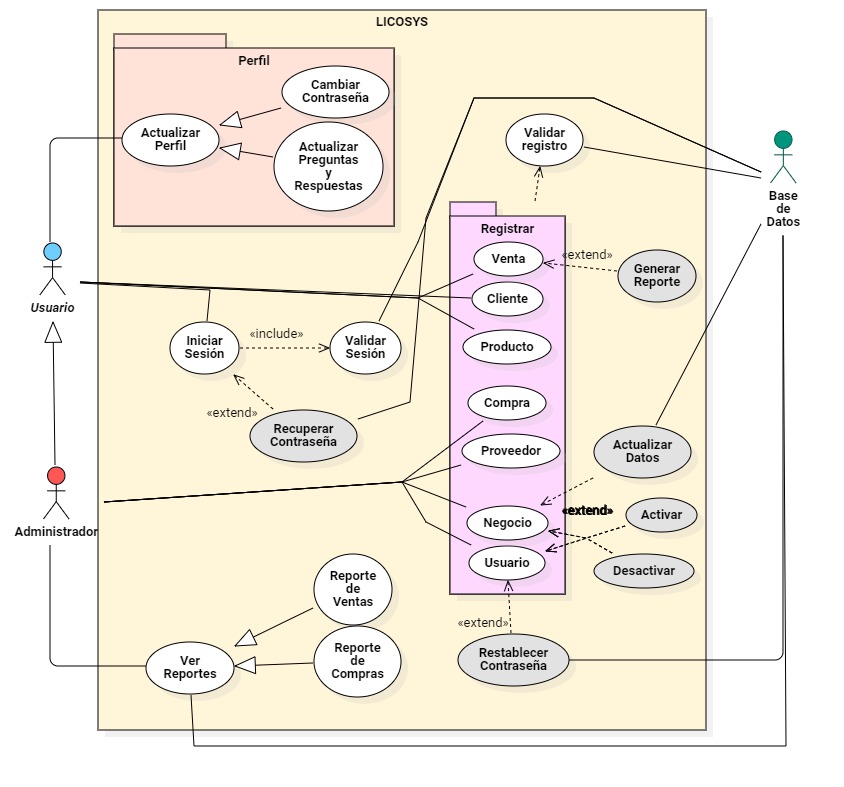 LICOSYS
Perfil
Cambiar
Contraseña
Actualizar
Perfil
Actualizar
Preguntas
y
Respuestas
Validar
registro
Base
de
Datos
Registrar
Venta
«extend»
Generar
Reporte
Usuario
Cliente
Iniciar
Sesión
«include»
Validar
Sesión
Producto
«extend»
Recuperar
Contraseña
Compra
Proveedor
Actualizar
Datos
Administrador
Negocio
«extend»
Activar
Usuario
Desactivar
Reporte
de
Ventas
«extend»
Ver
Reportes
Reporte
de
Compras
Restablecer
Contraseña